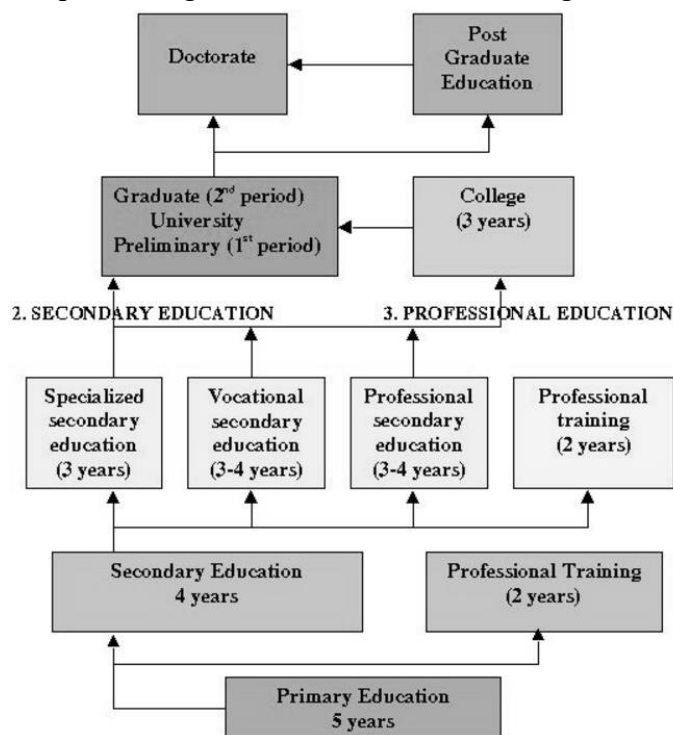 Doctorate
Post
Graduate
Education
Graduate (2nd period)
University
Preliminary (1st period)
College
(3 years)
2. SECONDARY EDUCATION
3. PROFESSIONAL EDUCATION
Specialized
secondary
education
(3 years)
Vocational
secondary
education
(3-4 years)
Professional
secondary
education
(3-4 years)
Professional
training
(2 years)
Secondary Education
4 years
Professional Training
(2 years)
Primary Education
5 years